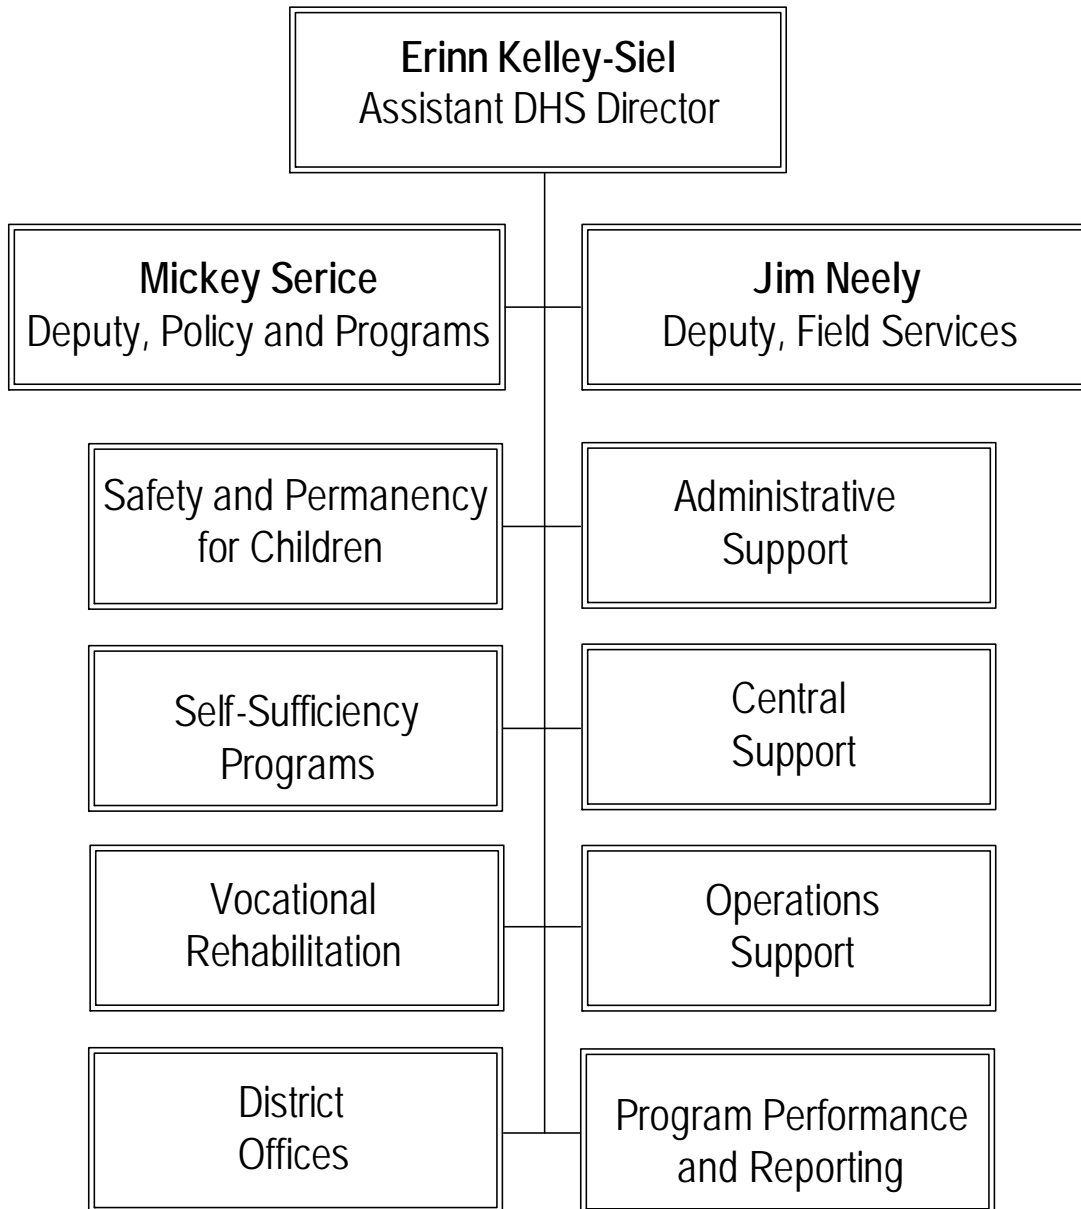 Erinn Kelley-Siel
Assistant DHS Director
Mickey Serice
Deputy, Policy and Programs
Jim Neely
Deputy, Field Services
Safety and Permanency
for Children
Administrative
Support
Self-Sufficiency
Programs
Central
Support
Vocational
Rehabilitation
Operations
Support
District
Offices
Program Performance
and Reporting